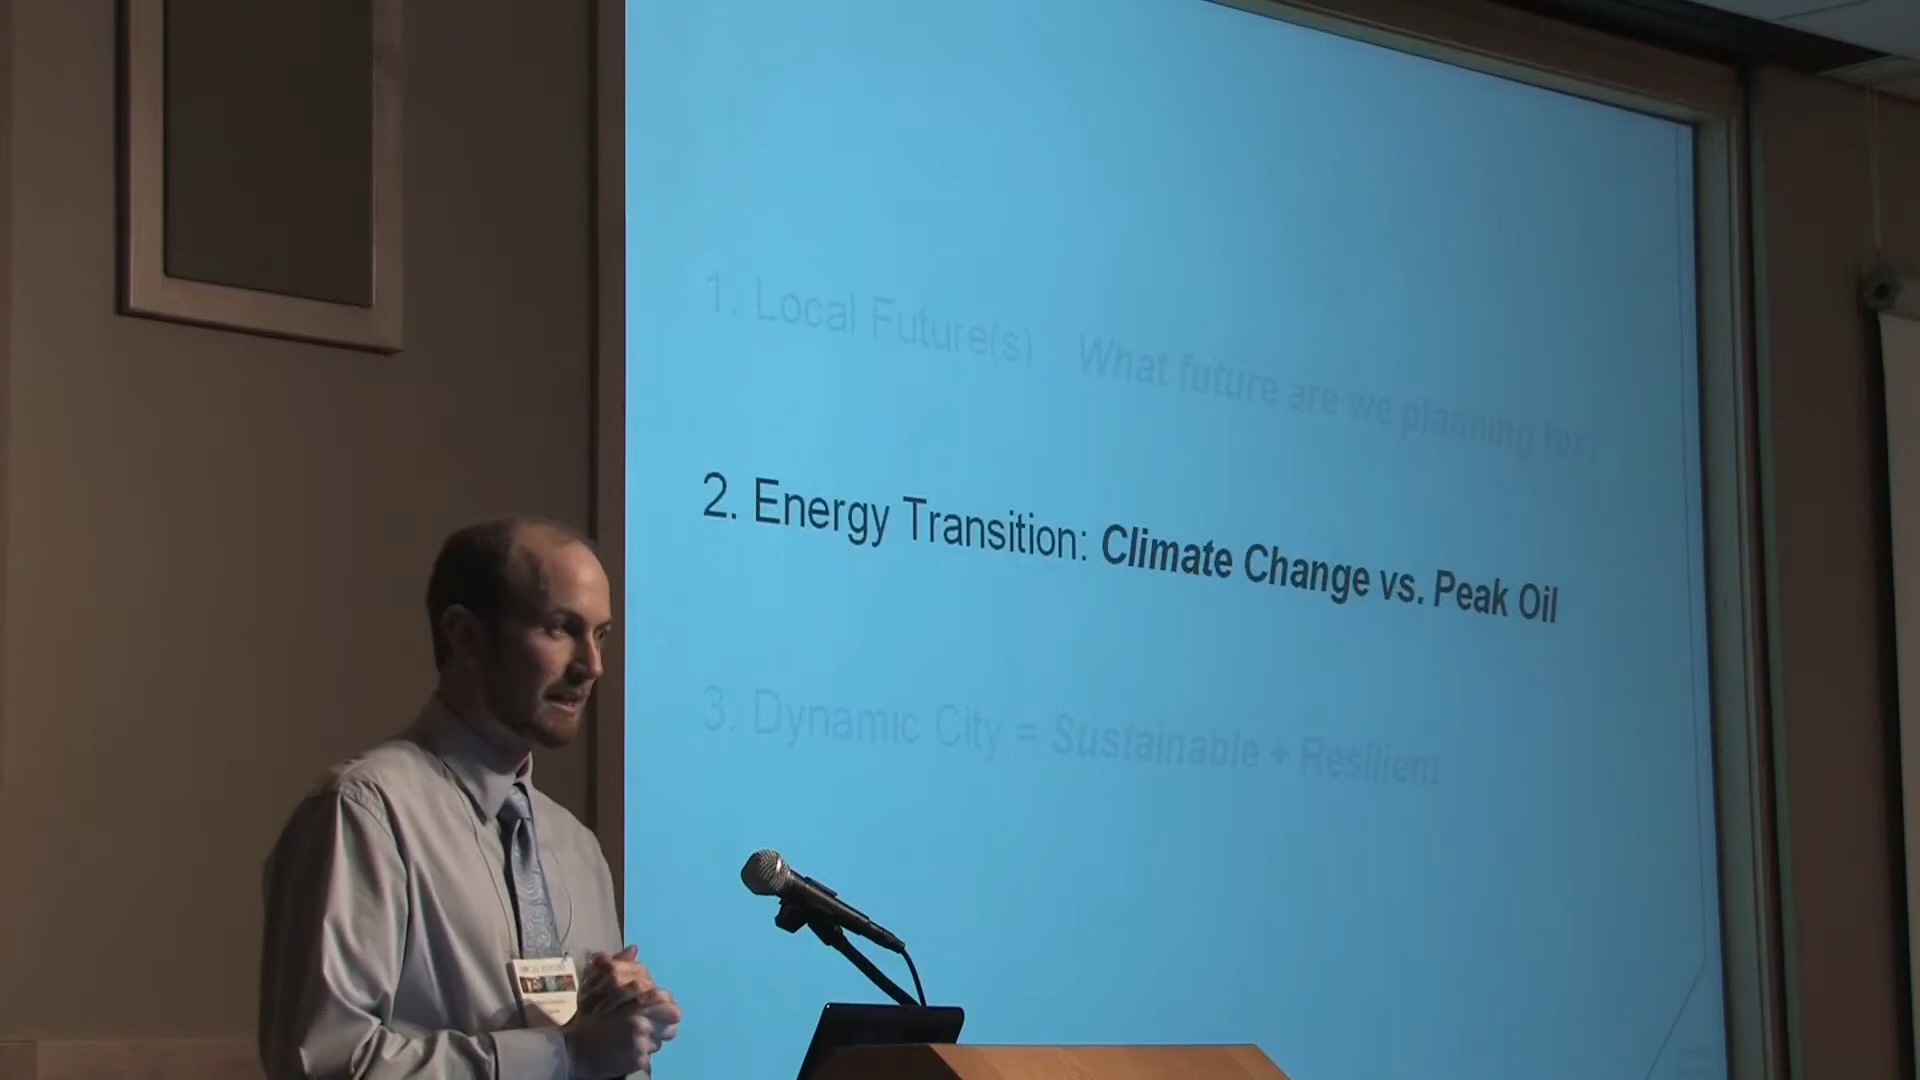 1. Local Future(s) : What future are we planning for?
2. Energy Transition: Climate Change vs. Peak Oil
3. Dynamic City = Sustainable + Resilient